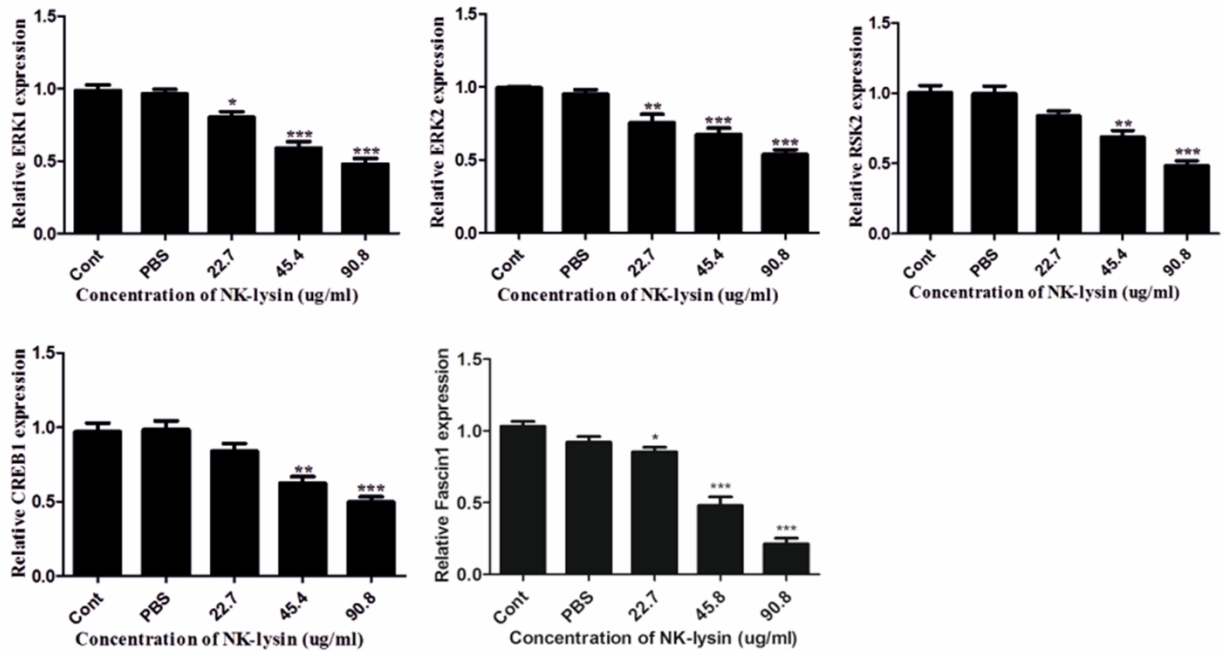 Relative ERK1 expression
1.5
1.0
0.5
0.0
*
***
***
Cont
PBS
22.7
45.4
90.8
Concentration of NK-lysin (ug/ml)
Relative ERK2 expression
1.5
1.0
0.5
0.0
**
***
***
Cont
PBS
22.7
45.4
90.8
Concentration of NK-lysin (ug/ml)
Relative RSK2 expression
1.5
1.0
0.5
0.0
**
***
Cont
PBS
22.7
45.4
90.8
Concentration of NK-lysin (ug/ml)
Relative CREB1 expression
1.5
1.0
0.5
0.0
**
***
Cont
PBS
22.7
45.4
90.8
Concentration of NK-lysin (ug/ml)
Relative Fascin1 expression
1.5
1.0
0.5
0.0
*
***
***
Cont
PBS
22.7
45.8
90.8
Concentration of NK-lysin (ug/ml)